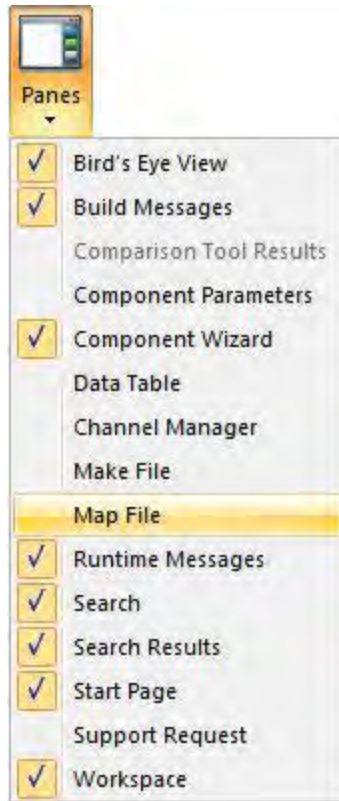 Panes
Bird's Eye View
Build Messages
Comparison Tool Results
Component Parameters
Component Wizard
Data Table
Channel Manager
Make File
Map File
Runtime Messages
Search
Search Results
Start Page
Support Request
Workspace